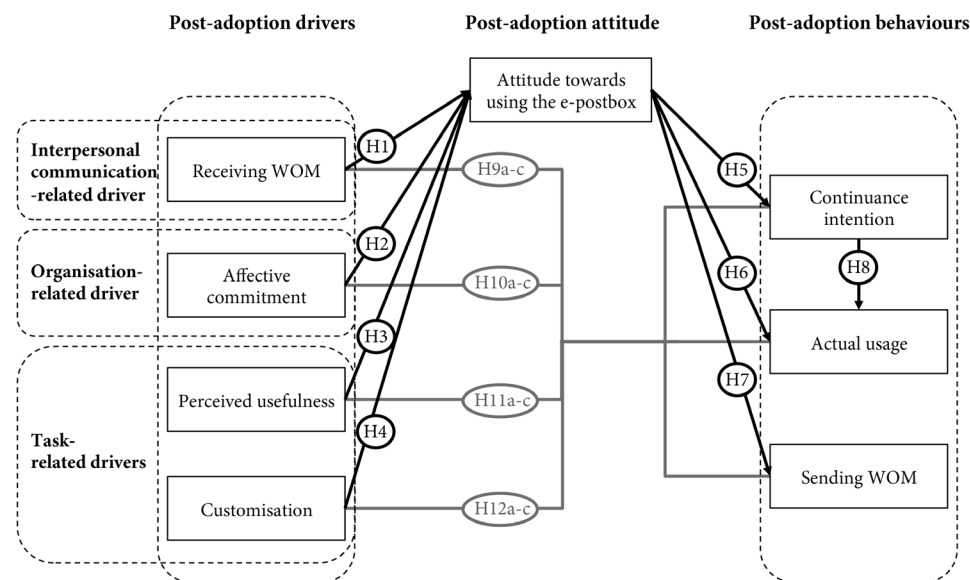 Post-adoption drivers
Post-adoption attitude
Post-adoption behaviours
Attitude towards
using the e-postbox
Interpersonal
communication
-related driver
Receiving WOM
H1
H9a-c
H5
Continuance
intention
Organisation-
related driver
Affective
commitment
H2
H10a-c
H6
H8
H3
Actual usage
Task-
related drivers
Perceived usefulness
H11a-c
H7
H4
Customisation
H12a-c
Sending WOM